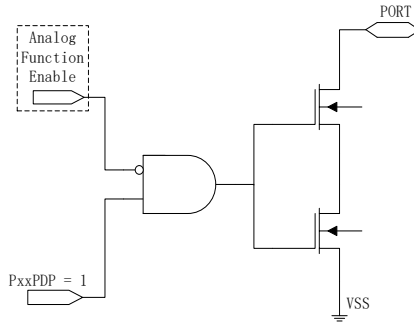 PORT
Analog
Function
Enable
PxxPDP = 1
VSS